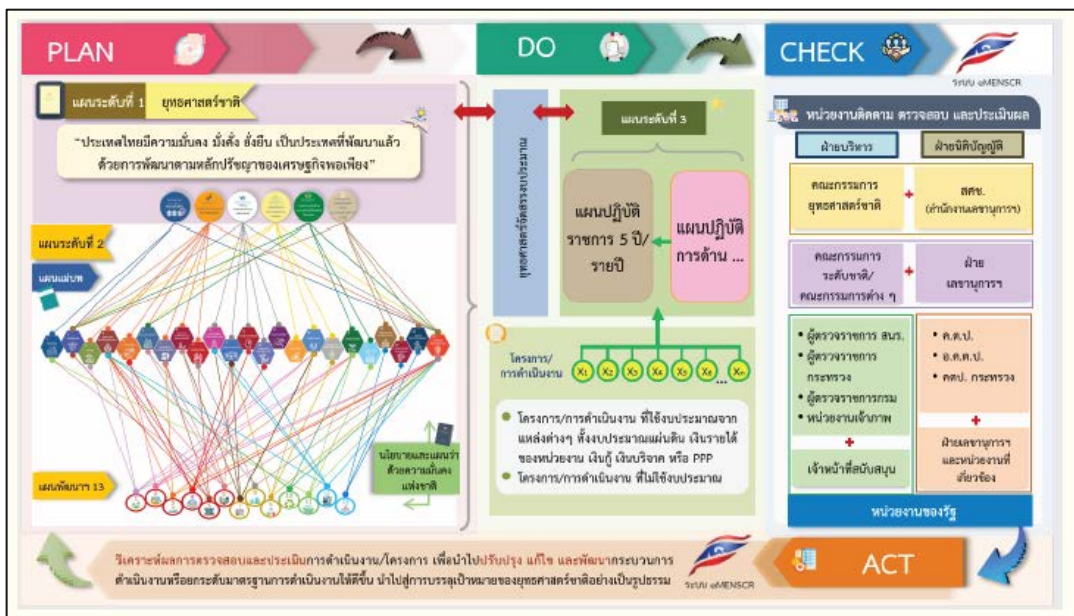 PLAN
DO
CHECK
ระบบ eMENSCR
แผนระดับที่ 1
ยุทธศาสตร์ชาติ
“ประเทศไทยมีความมั่นคง มั่งคั่ง ยั่งยืน เป็นประเทศที่พัฒนาแล้ว
ด้วยการพัฒนาตามหลักปรัชญาของเศรษฐกิจพอเพียง”
แผนระดับที่ 2
แผนแม่บท
นโยบายและแผนว่า
ด้วยความมั่นคง
แห่งชาติ
แผนพัฒนาฯ 13
ยุทธศาสตร์จัดสรรงบประมาณ
แผนระดับที่ 3
แผนปฏิบัติ
ราชการ 5 ปี/
รายปี
แผนปฏิบัติ
การด้าน ...
โครงการ/
การดำเนินงาน
X1 X2 X3 X4 X5 X6 ... Xn
โครงการ/การดำเนินงาน ที่ใช้งบประมาณจาก
แหล่งต่างๆ ทั้งงบประมาณแผ่นดิน เงินรายได้
ของหน่วยงาน เงินกู้ เงินบริจาค หรือ PPP
โครงการ/การดำเนินงาน ที่ไม่ใช้งบประมาณ
หน่วยงานติดตาม ตรวจสอบ และประเมินผล
ฝ่ายบริหาร
ฝ่ายนิติบัญญัติ
คณะกรรมการ
ยุทธศาสตร์ชาติ
+
สศช.
(สำนักงานเลขานุการฯ)
คณะกรรมการ
ระดับชาติ/
คณะกรรมการต่าง ๆ
+
ฝ่าย
เลขานุการฯ
• ผู้ตรวจราชการ สนร.
• ผู้ตรวจราชการ
กระทรวง
• ผู้ตรวจราชการกรม
• หน่วยงานเจ้าภาพ
+
เจ้าหน้าที่สนับสนุน
• ค.ต.ป.
• อ.ค.ต.ป.
• คตป. กระทรวง
+
ฝ่ายเลขานุการฯ
และหน่วยงานที่
เกี่ยวข้อง
หน่วยงานของรัฐ
ACT
วิเคราะห์ผลการตรวจสอบและประเมินการดำเนินงาน/โครงการ เพื่อนำไปปรับปรุง แก้ไข และพัฒนากระบวนการ
ดำเนินงานหรือยกระดับมาตรฐานการดำเนินงานให้ดีขึ้น นำไปสู่การบรรลุเป้าหมายของยุทธศาสตร์ชาติอย่างเป็นรูปธรรม
ระบบ eMENSCR